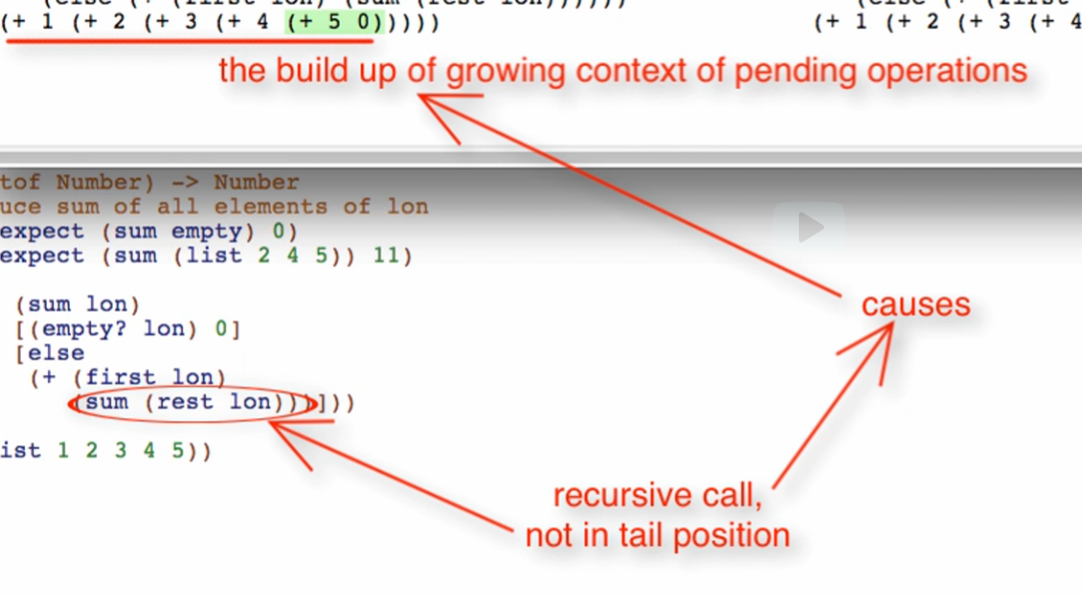 (+ 1 (+ 2 (+ 3 (+ 4 (+ 5 0))))) (+ 1 (+ 2 (+ 3 (+ 4
the build up of growing context of pending operations
tof Number) -> Number
uce sum of all elements of lon
expect (sum empty) 0)
expect (sum (list 2 4 5)) 11)
(sum lon)
[(empty? lon) 0]
causes
[else
(+ (first lon)
(sum (rest lon)))]))
ist 1 2 3 4 5))
recursive call,
not in tail position